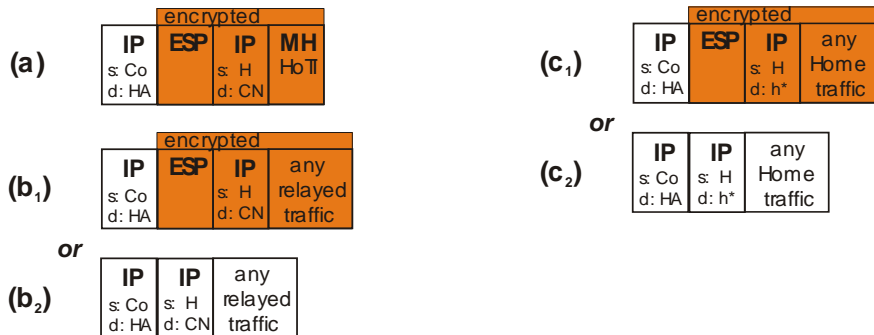 encrypted
(a)
IP ESP IP MH
s: Co s: H HoTI
d: HA d: CN
encrypted
(b1)
IP ESP IP any
s: Co s: H relayed
d: HA d: CN traffic
or
(b2)
IP IP any
s: Co s: H relayed
d: HA d: CN traffic
encrypted
(c1)
IP ESP IP any
s: Co s: H Home
d: HA d: h* traffic
or
(c2)
IP IP any
s: Co s: H Home
d: HA d: h* traffic